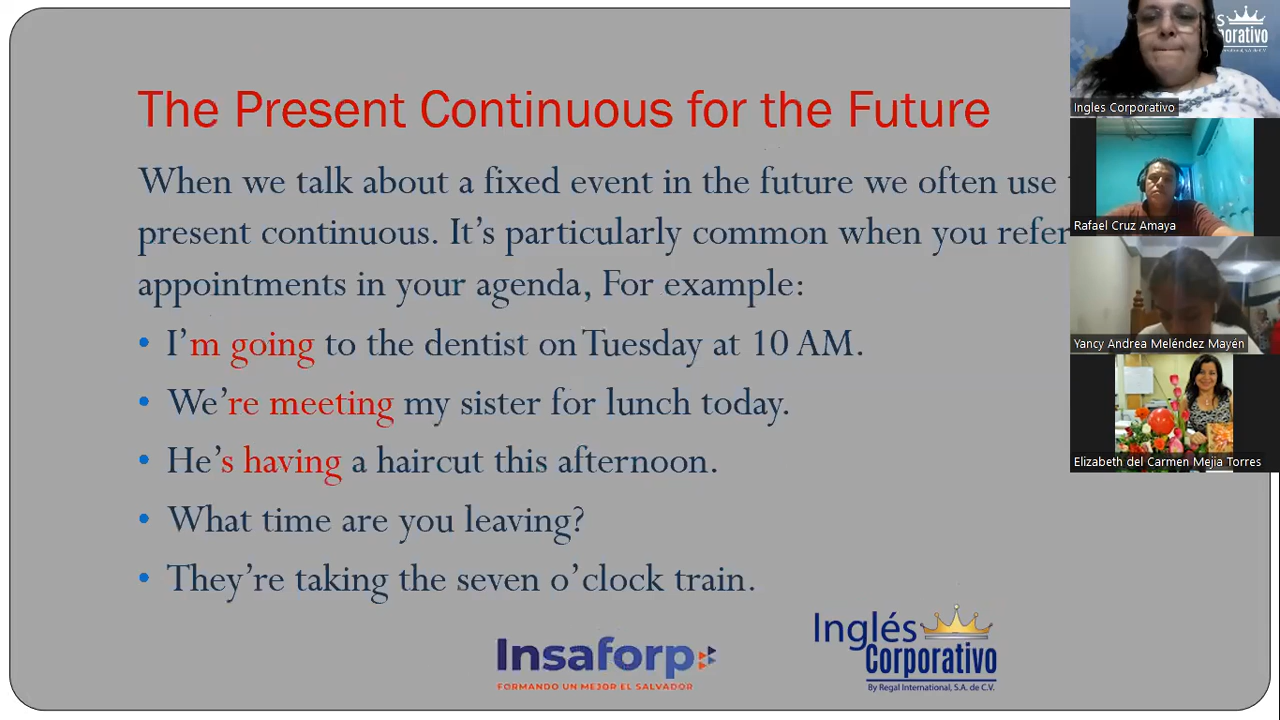 The Present Continuous for the Future
When we talk about a fixed event in the future we often use
present continuous. It's particularly common when you refer
appointments in your agenda, For example:
• I'm going to the dentist on Tuesday at 10 AM.
• We're meeting my sister for lunch today.
• He's having a haircut this afternoon.
• What time are you leaving?
• They're taking the seven o'clock train.
Insaforp
FORMANDO UN MEJOR EL SALVADOR
Inglés
Corporativo
By Regal International, S.A. de C.V.
Ingles Corporativo
Rafael Cruz Amaya
Yancy Andrea Meléndez Mayén
Elizabeth del Carmen Mejia Torres